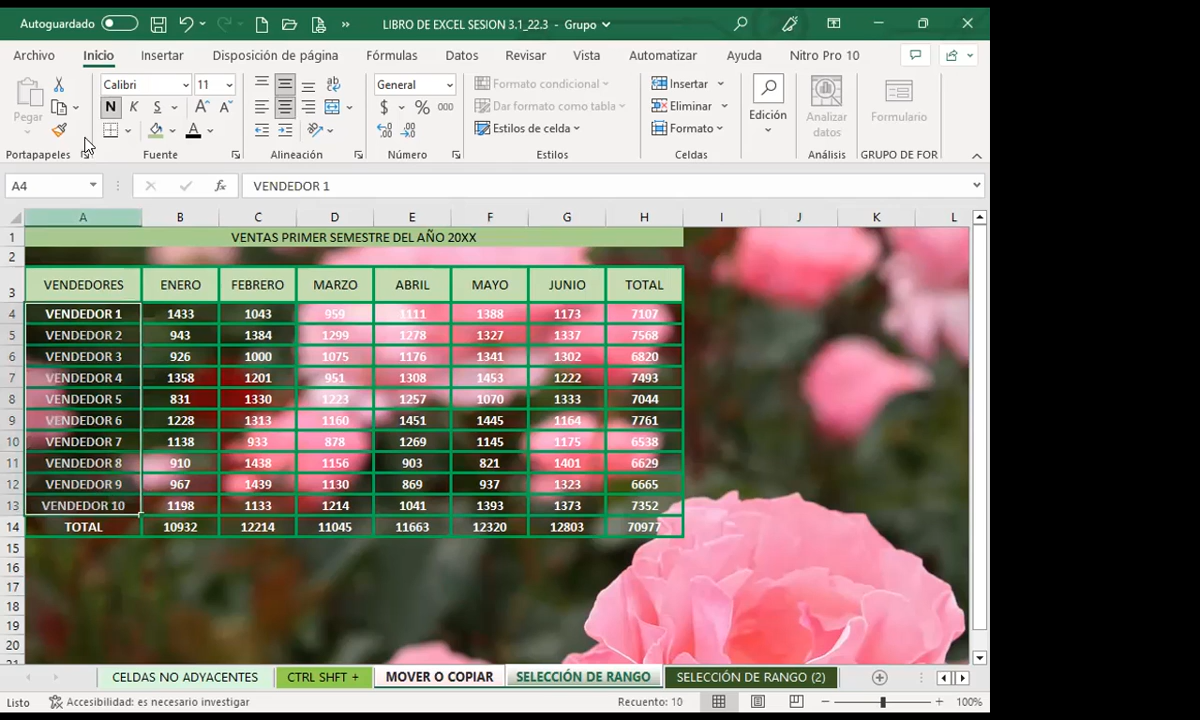 Autoguardado LIBRO DE EXCEL SESION 3.1_22.3 - Grupo
Archivo Inicio Insertar Disposición de página Fórmulas Datos Revisar Vista Automatizar Ayuda Nitro Pro 10
Pegar
Portapapeles
Calibri 11
N K S A A
A
Fuente
ab
Alineación
General
$ % 000
Número
Formato condicional
Dar formato como tabla
Estilos de celda
Estilos
Insertar
Eliminar
Formato
Celdas
Edición
Analizar datos
Análisis
Formulario
GRUPO DE FOR
A4 fx VENDEDOR 1
A B C D E F G H I J K L
1 VENTAS PRIMER SEMESTRE DEL AÑO 20XX
2
3 VENDEDORES ENERO FEBRERO MARZO ABRIL MAYO JUNIO TOTAL
4 VENDEDOR 1 1433 1043 959 1111 1388 1173 7107
5 VENDEDOR 2 943 1384 1299 1278 1327 1337 7568
6 VENDEDOR 3 926 1000 1075 1176 1341 1302 6820
7 VENDEDOR 4 1358 1201 951 1308 1453 1222 7493
8 VENDEDOR 5 831 1330 1223 1257 1070 1333 7044
9 VENDEDOR 6 1228 1313 1160 1451 1445 1164 7761
10 VENDEDOR 7 1138 933 878 1269 1145 1175 6538
11 VENDEDOR 8 910 1438 1156 903 821 1401 6629
12 VENDEDOR 9 967 1439 1130 869 937 1323 6665
13 VENDEDOR 10 1198 1133 1214 1041 1393 1373 7352
14 TOTAL 10932 12214 11045 11663 12320 12803 70977
15
16
17
18
19
20
21
CELDAS NO ADYACENTES CTRL SHFT + MOVER O COPIAR SELECCIÓN DE RANGO SELECCIÓN DE RANGO (2)
Listo Accesibilidad: es necesario investigar Recuento: 10 100%